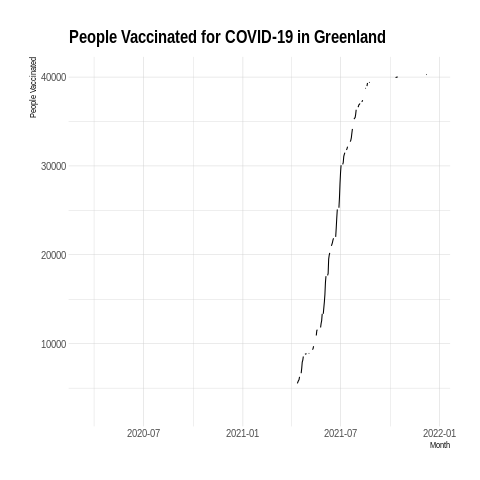 People Vaccinated for COVID-19 in Greenland
People Vaccinated
40000
30000
20000
10000
2020-07
2021-01
2021-07
2022-01
Month